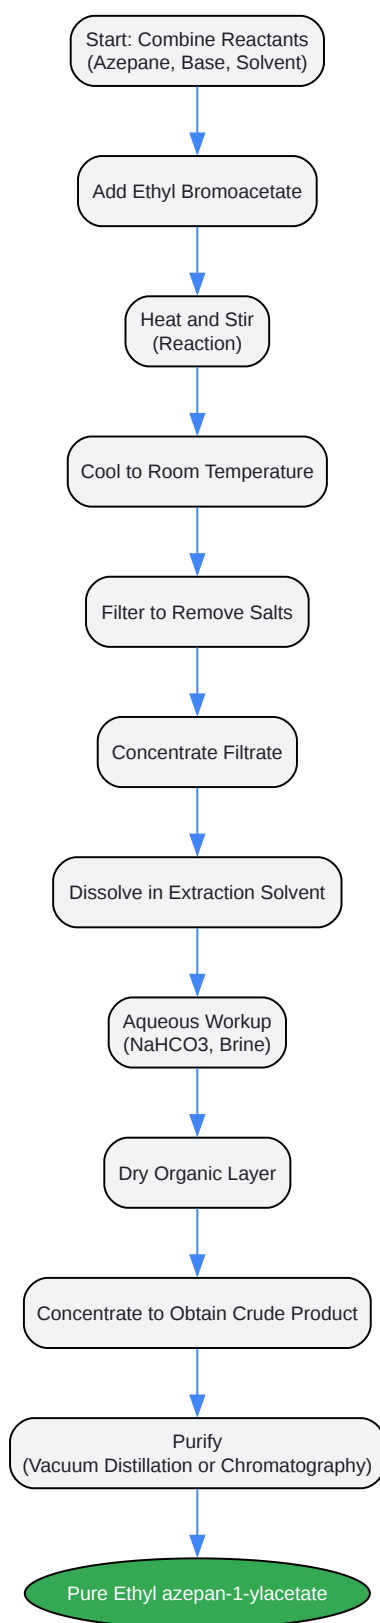 Start: Combine Reactants
(Azepane, Base, Solvent)
Add Ethyl Bromoacetate
Heat and Stir
(Reaction)
Cool to Room Temperature
Filter to Remove Salts
Concentrate Filtrate
Dissolve in Extraction Solvent
Aqueous Workup
(NaHCO3, Brine)
Dry Organic Layer
Concentrate to Obtain Crude Product
Purify
(Vacuum Distillation or Chromatography)
Pure Ethyl azepan-1-ylacetate